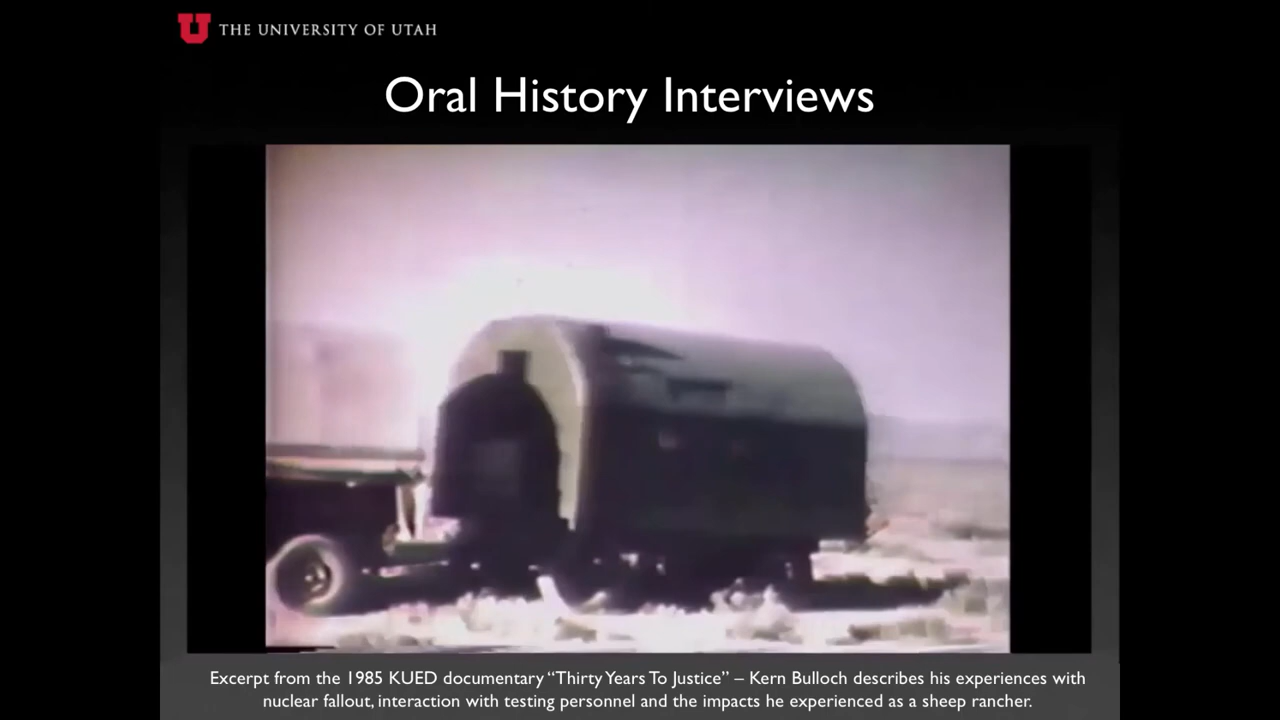 U THE UNIVERSITY OF UTAH
Oral History Interviews
Excerpt from the 1985 KUED documentary “Thirty Years To Justice” – Kern Bulloch describes his experiences with
nuclear fallout, interaction with testing personnel and the impacts he experienced as a sheep rancher.